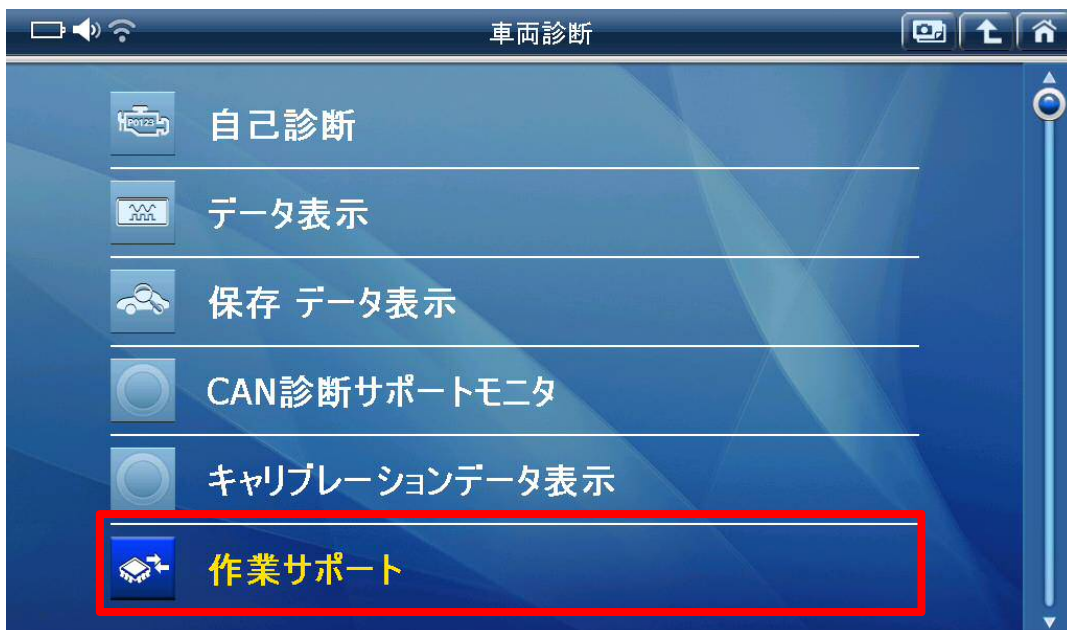 車両診断
P0123
自己診断
データ表示
保存 データ表示
CAN診断サポートモニタ
キャリブレーションデータ表示
作業サポート